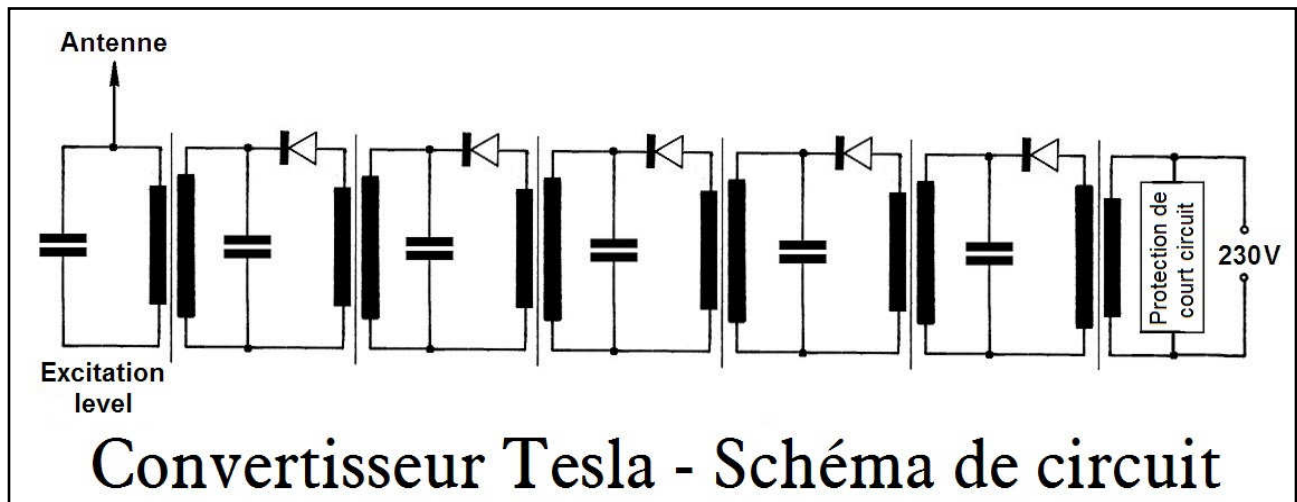 Antenne
Excitation
level
Protection de
court circuit
230V
Convertisseur Tesla - Schéma de circuit